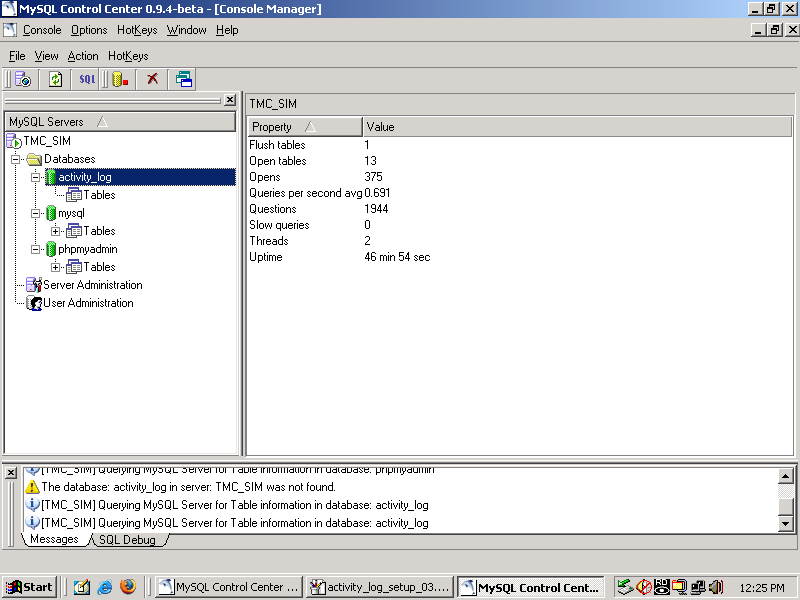 MySQL Control Center 0.9.4-beta - [Console Manager]
Console Options HotKeys Window Help
File View Action HotKeys
SQL
MySQL Servers
TMC_SIM
Databases
activity_log
Tables
mysql
Tables
phpmyadmin
Tables
Server Administration
User Administration
TMC_SIM
Property Value
Flush tables 1
Open tables 13
Opens 375
Queries per second avg 0.691
Questions 1944
Slow queries 0
Threads 2
Uptime 46 min 54 sec
[TMC_SIM] Querying MySQL Server for Table information in database: phpmyadmin
The database: activity_log in server: TMC_SIM was not found.
[TMC_SIM] Querying MySQL Server for Table information in database: activity_log
[TMC_SIM] Querying MySQL Server for Table information in database: activity_log
Messages SQL Debug
Start MySQL Control Center ... activity_log_setup_03.... MySQL Control Cent... 12:25 PM